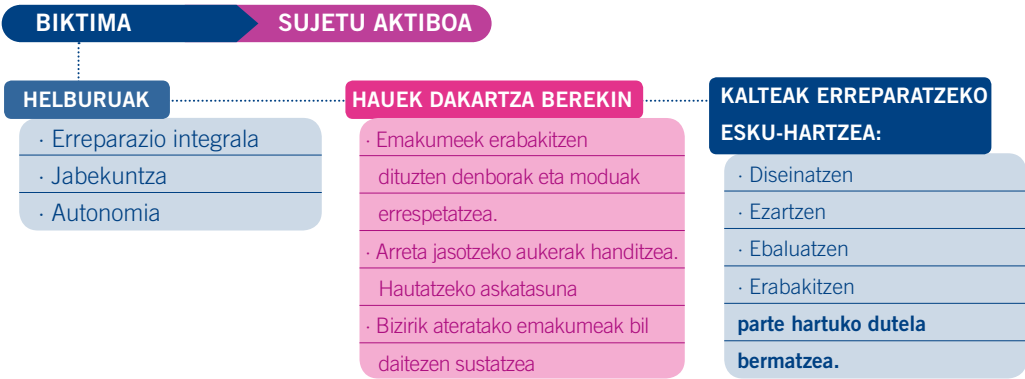 BIKTIMA
SUJETU AKTIBOA
HELBURUAK
· Erreparazio integrala
· Jabekuntza
· Autonomia
HAUEK DAKARTZA BEREKIN
· Emakumeek erabakitzen
dituzten denborak eta moduak
errespetatzea.
· Arreta jasotzeko aukerak handitzea.
Hautatzeko askatasuna
· Bizirik ateratako emakumeak bil
daitezen sustatzea
KALTEAK ERREPARATZEKO
ESKU-HARTZEA:
· Diseinatzen
· Ezartzen
· Ebaluatzen
· Erabakitzen
parte hartuko dutela
bermatzea.